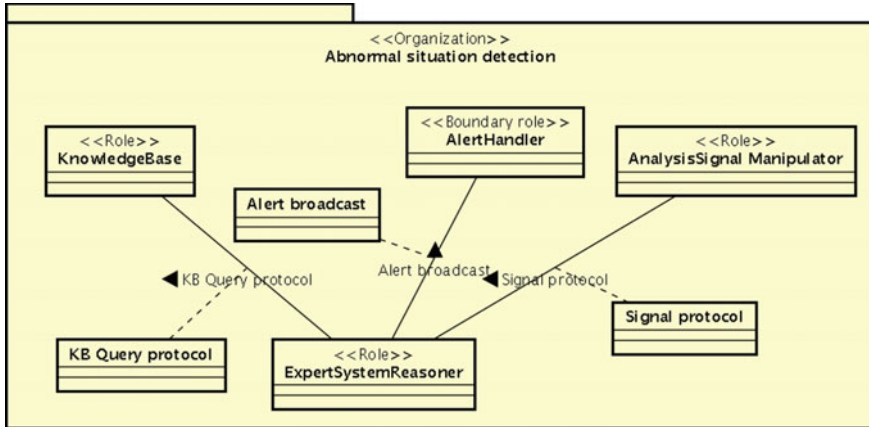 <<Organization>>
Abnormal situation detection
<<Boundary role>>
AlertHandler
<<Role>>
KnowledgeBase
<<Role>>
AnalysisSignal Manipulator
Alert broadcast
KB Query protocol
Alert broadcast
Signal protocol
Signal protocol
KB Query protocol
<<Role>>
ExpertSystemReasoner